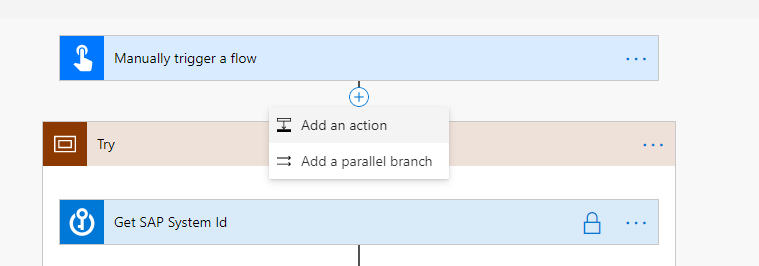 Manually trigger a flow
Add an action
Try
Add a parallel branch
Get SAP System Id